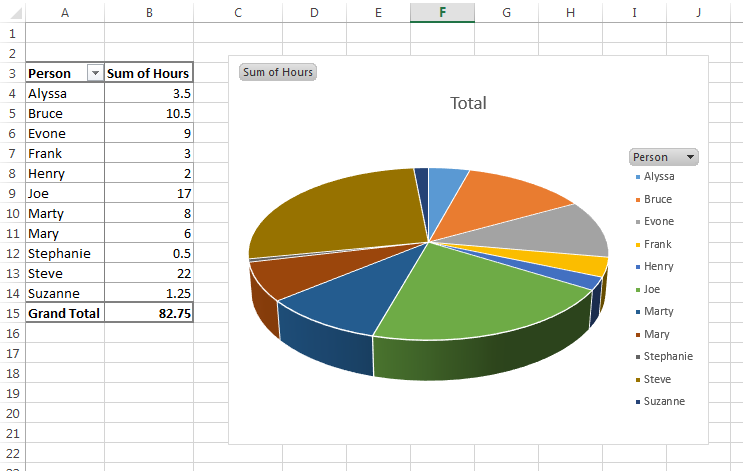 A B C D E F G H I J
1
2
3 Person Sum of Hours
4 Alyssa 3.5
5 Bruce 10.5
6 Evone 9
7 Frank 3
8 Henry 2
9 Joe 17
10 Marty 8
11 Mary 6
12 Stephanie 0.5
13 Steve 22
14 Suzanne 1.25
15 Grand Total 82.75
16
17
18
19
20
21
22
Sum of Hours
Total
Person
Alyssa
Bruce
Evone
Frank
Henry
Joe
Marty
Mary
Stephanie
Steve
Suzanne